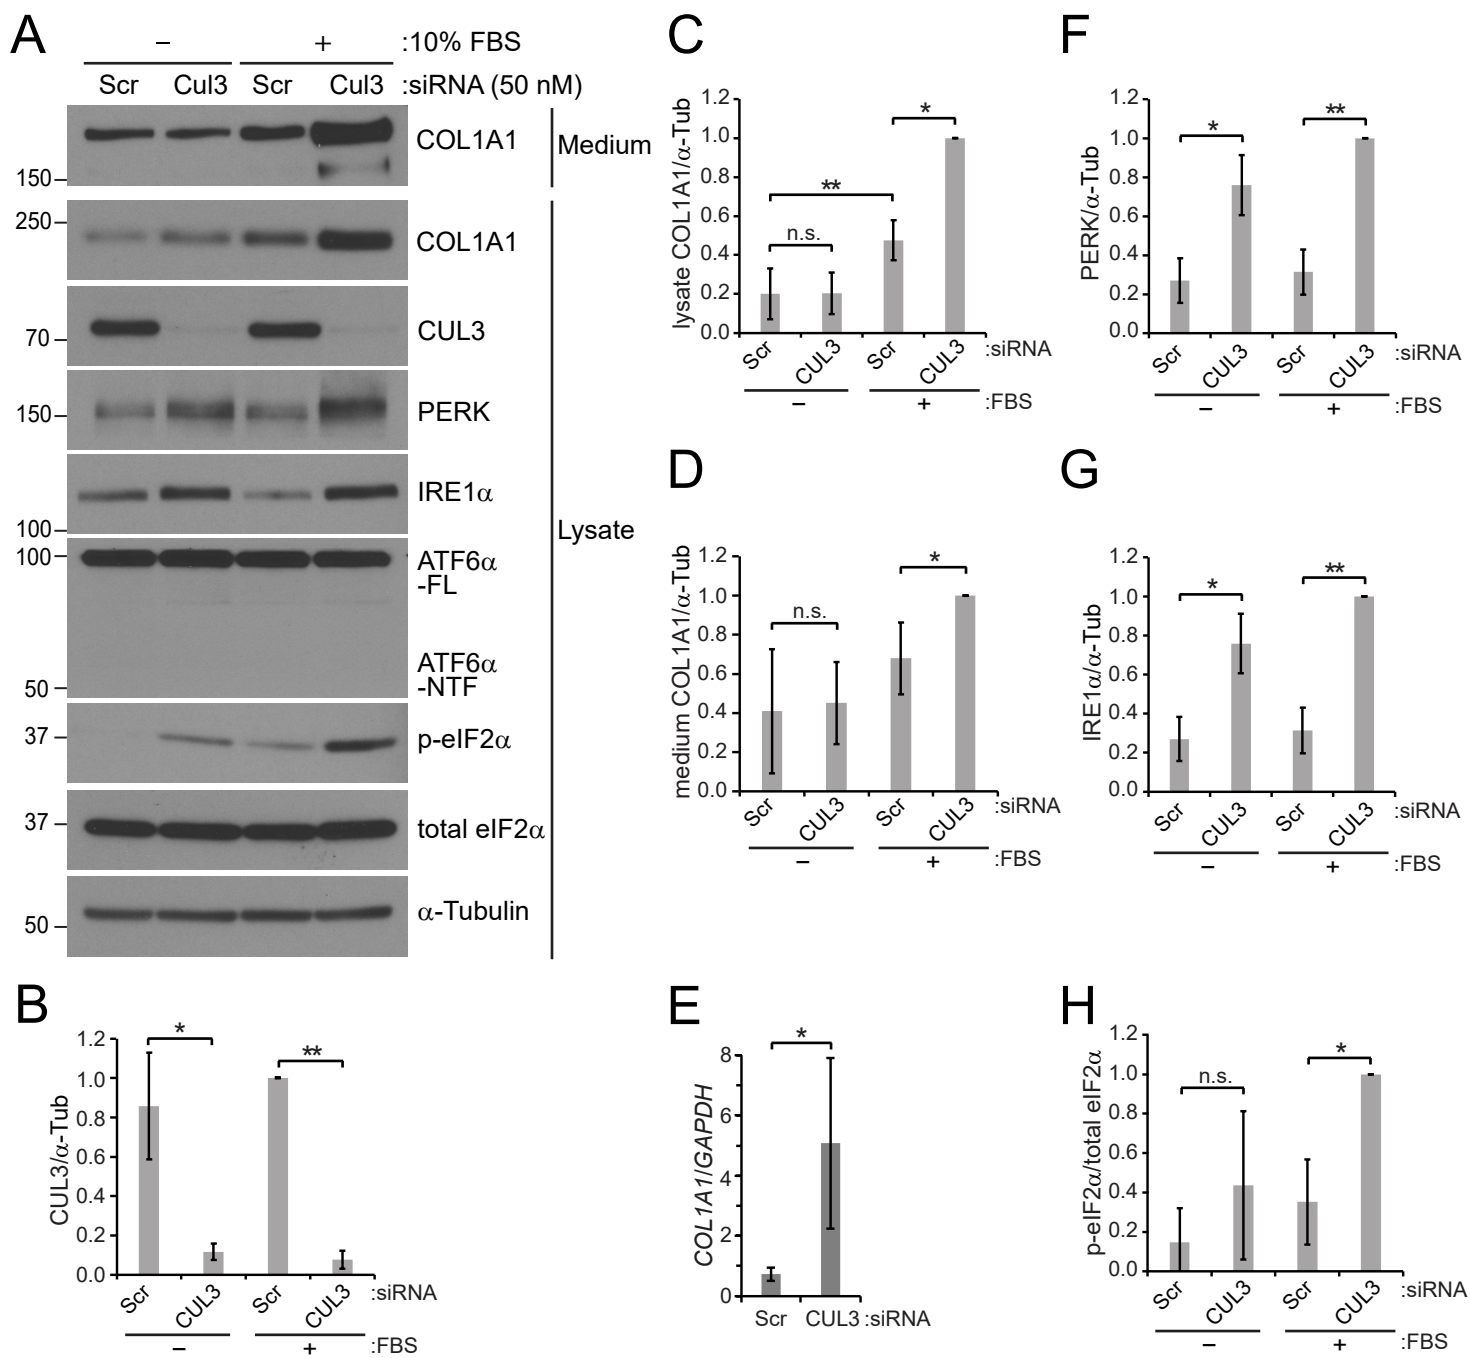 A
− + :10% FBS
Scr Cul3 Scr Cul3 :siRNA (50 nM)
COL1A1
Medium
150
250
COL1A1
CUL3
70
PERK
150
IRE1α
100
Lysate
100
ATF6α
-FL
ATF6α
-NTF
50
37
p-eIF2α
37
total eIF2α
α-Tubulin
50
B
CUL3/α-Tub
1.2
1.0
0.8
0.6
0.4
0.2
0.0
* **
Scr CUL3 Scr CUL3 :siRNA
− + :FBS
C
lysate COL1A1/α-Tub
1.2
1.0
0.8
0.6
0.4
0.2
0.0
n.s. ** *
Scr CUL3 Scr CUL3 :siRNA
− + :FBS
D
medium COL1A1/α-Tub
1.2
1.0
0.8
0.6
0.4
0.2
0.0
n.s. *
Scr CUL3 Scr CUL3 :siRNA
− + :FBS
E
COL1A1/GAPDH
8
6
4
2
0
*
Scr CUL3 :siRNA
F
PERK/α-Tub
1.2
1.0
0.8
0.6
0.4
0.2
0.0
* **
Scr CUL3 Scr CUL3 :siRNA
− + :FBS
G
IRE1α/α-Tub
1.2
1.0
0.8
0.6
0.4
0.2
0.0
* **
Scr CUL3 Scr CUL3 :siRNA
− + :FBS
H
p-eIF2α/total eIF2α
1.2
1.0
0.8
0.6
0.4
0.2
0.0
n.s. *
Scr CUL3 Scr CUL3 :siRNA
− + :FBS